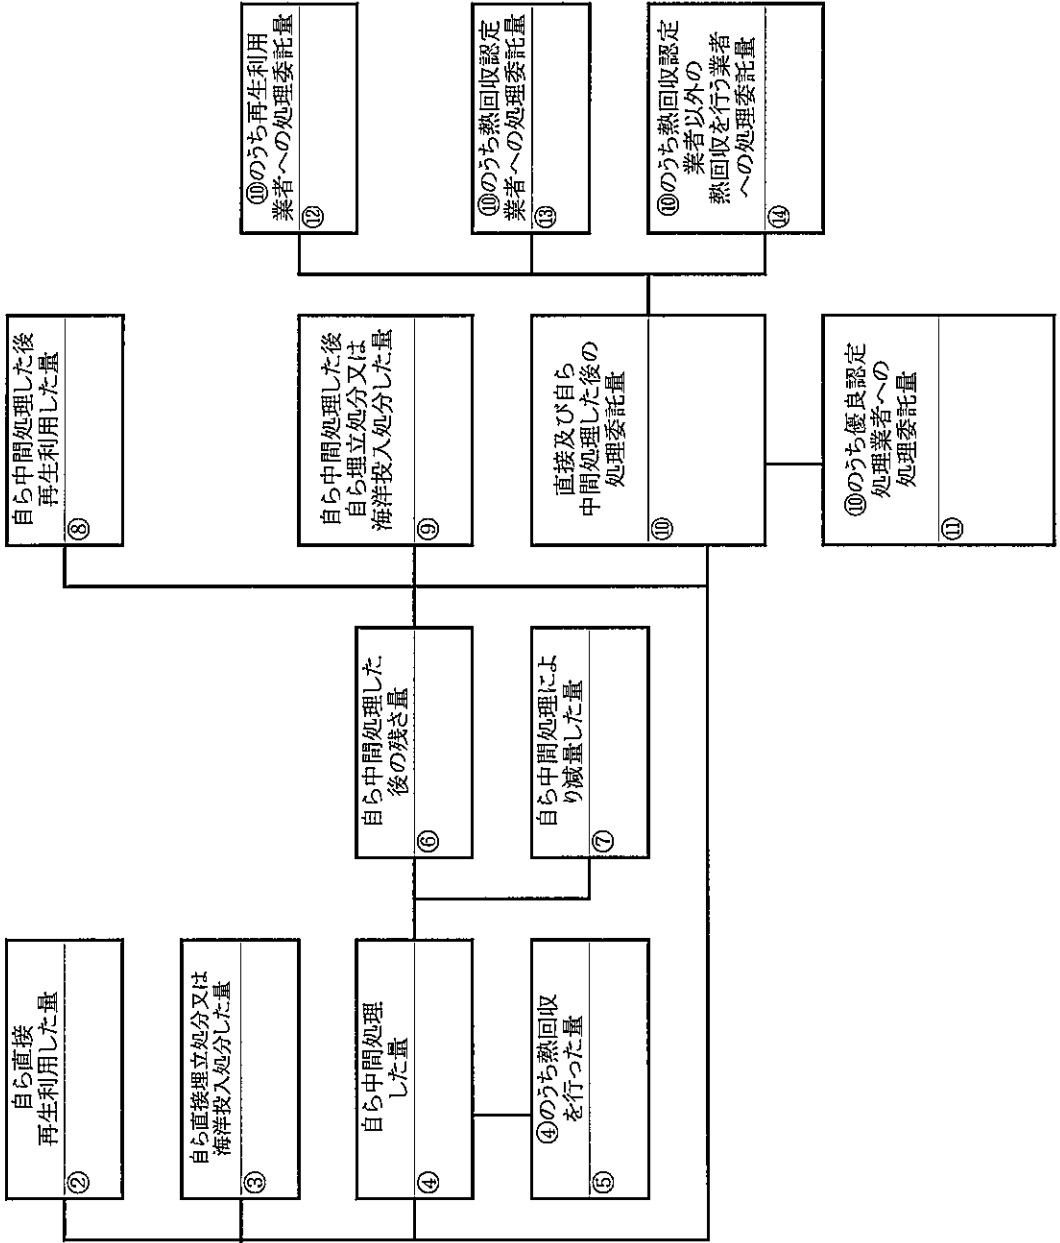 自ら直接
再生利用した量
②
自ら直接埋立処分又は
海洋投入処分した量
③
自ら中間処理
した量
④
④のうち熱回収
を行った量
⑤
自ら中間処理した
後の残さ量
⑥
自ら中間処理によ
り減量した量
⑦
自ら中間処理した後
再生利用した量
⑧
自ら中間処理した後
自ら埋立処分又は
海洋投入処分した量
⑨
直接及び自ら
中間処理した後の
処理委託量
⑩
⑩のうち優良認定
処理業者への
処理委託量
⑪
⑩のうち再生利用
業者への処理委託量
⑫
⑩のうち熱回収認定
業者への処理委託量
⑬
⑩のうち熱回収認定
業者以外の
熱回収を行う業者
への処理委託量
⑭